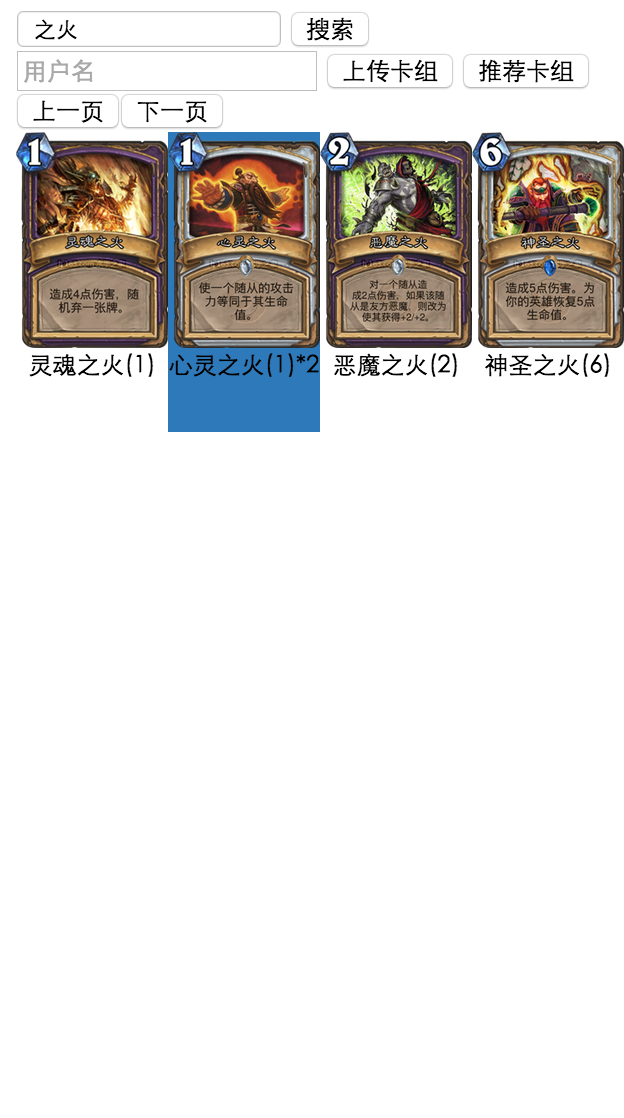 之火 搜索
用户名 上传卡组 推荐卡组
上一页 下一页
1
灵魂之火
造成4点伤害，随
机弃一张牌。
灵魂之火(1)
1
心灵之火
使一个随从的攻击
力等同于其生命
值。
心灵之火(1)*2
2
恶魔之火
对一个随从造
成2点伤害，如果该随
从是友方恶魔，则改为
使其获得+2/+2。
恶魔之火(2)
6
神圣之火
造成5点伤害。为
你的英雄恢复5点
生命值。
神圣之火(6)